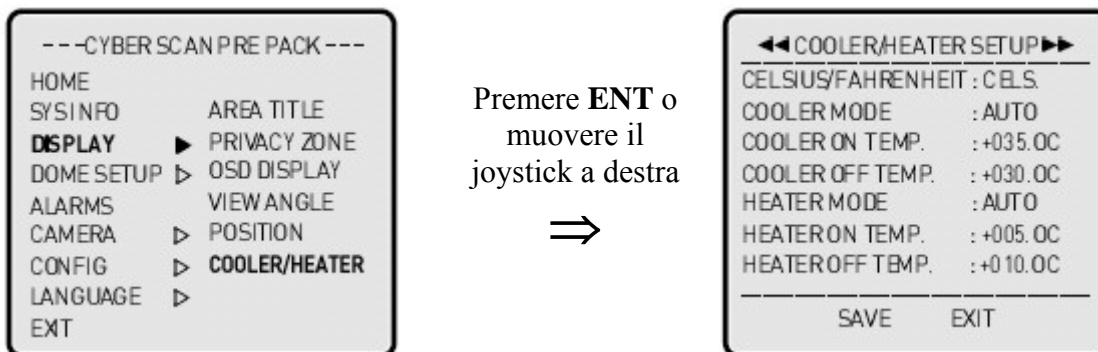 ---CYBER SCAN PRE PACK---
HOME
SYS INFO
DISPLAY ▶
DOME SETUP ▷
ALARMS
CAMERA ▷
CONFIG ▷
LANGUAGE ▷
EXIT
AREA TITLE
PRIVACY ZONE
OSD DISPLAY
VIEW ANGLE
POSITION
COOLER/HEATER
Premere ENT o
muovere il
joystick a destra
⇒
◀◀ COOLER/HEATER SETUP ▶▶
CELSIUS/FAHRENHEIT : CELS.
COOLER MODE : AUTO
COOLER ON TEMP. : +035.0C
COOLER OFF TEMP. : +030.0C
HEATER MODE : AUTO
HEATER ON TEMP. : +005.0C
HEATER OFF TEMP. : +010.0C
SAVE EXIT